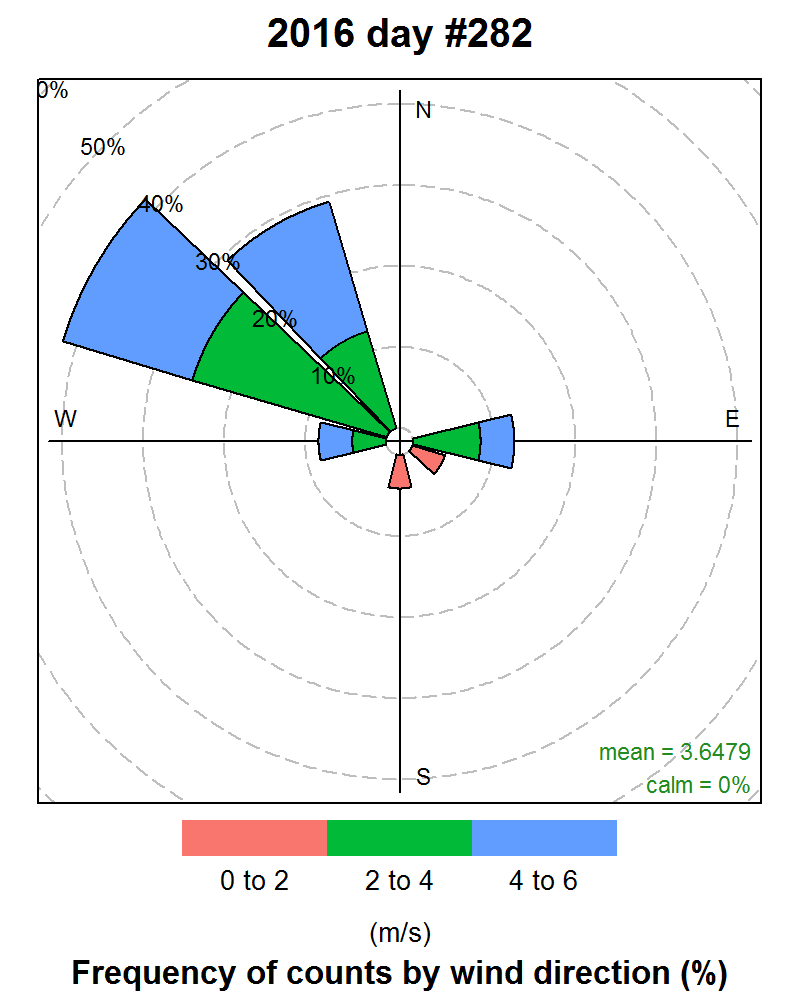 2016 day #282
0%
N
50%
40%
30%
20%
10%
W
E
S
mean = 3.6479
calm = 0%
0 to 2 2 to 4 4 to 6
(m/s)
Frequency of counts by wind direction (%)